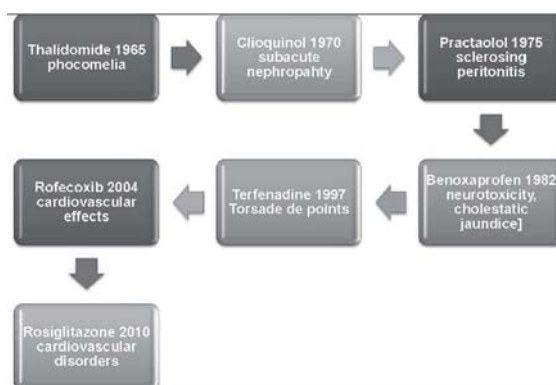 Thalidomide 1965
phocomelia
Clioquinol 1970
subacute
nephropahty
Practaolol 1975
sclerosing
peritonitis
Benoxaprofen 1982
neurotoxicity,
cholestatic
jaundice]
Terfenadine 1997
Torsade de points
Rofecoxib 2004
cardiovascular
effects
Rosiglitazone 2010
cardiovascular
disorders